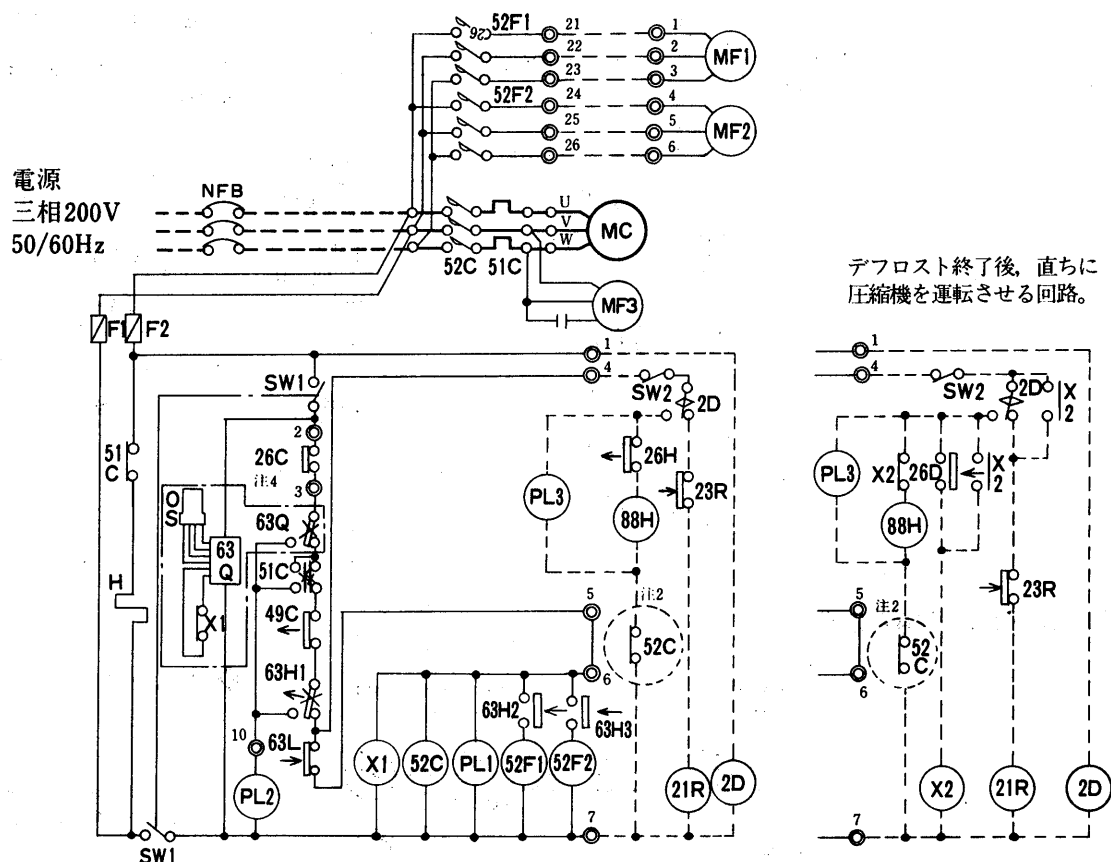 52F1
C26
21
22
23
1
2
3
MF1
52F2
24
25
26
4
5
6
MF2
電源
三相200V
50/60Hz
NFB
U
V
W
MC
52C
51C
MF3
デフロスト終了後，直ちに
圧縮機を運転させる回路。
F1
F2
SW1
1
4
SW2
2D
2
26C
注4
3
51
C
O
S
63Q
63
Q
51C
H
X1
49C
63H1
10
63L
PL2
SW1
26H
PL3
23R
88H
5
注2
52C
6
63H2
63H3
X1
52C
PL1
52F1
52F2
21R
2D
7
1
4
SW2
2D
X
2
PL3
X2
26D
X
2
88H
23R
5
注2
52
C
6
X2
21R
2D
7